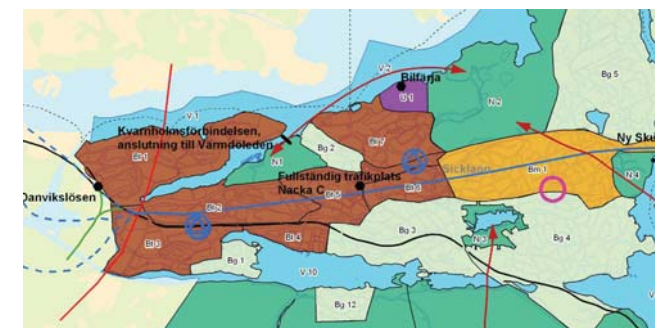 Bg 5
V 2
Bilfärja
U 1
N 2
V 1
Kvarnholmsförbindelsen,
anslutning till Värmdöleden
Bt 1
N 1
Bg 2
Bt 7
Ny Sku
Sicklaön
Bm 1
N 4
Danvikslösen
Fullständig trafikplats
Nacka C
Bt 5
Bt 6
Bt 2
Bt 3
Bt 4
Bg 3
N 3
Bg 4
Bg 1
V 10
Bg 12